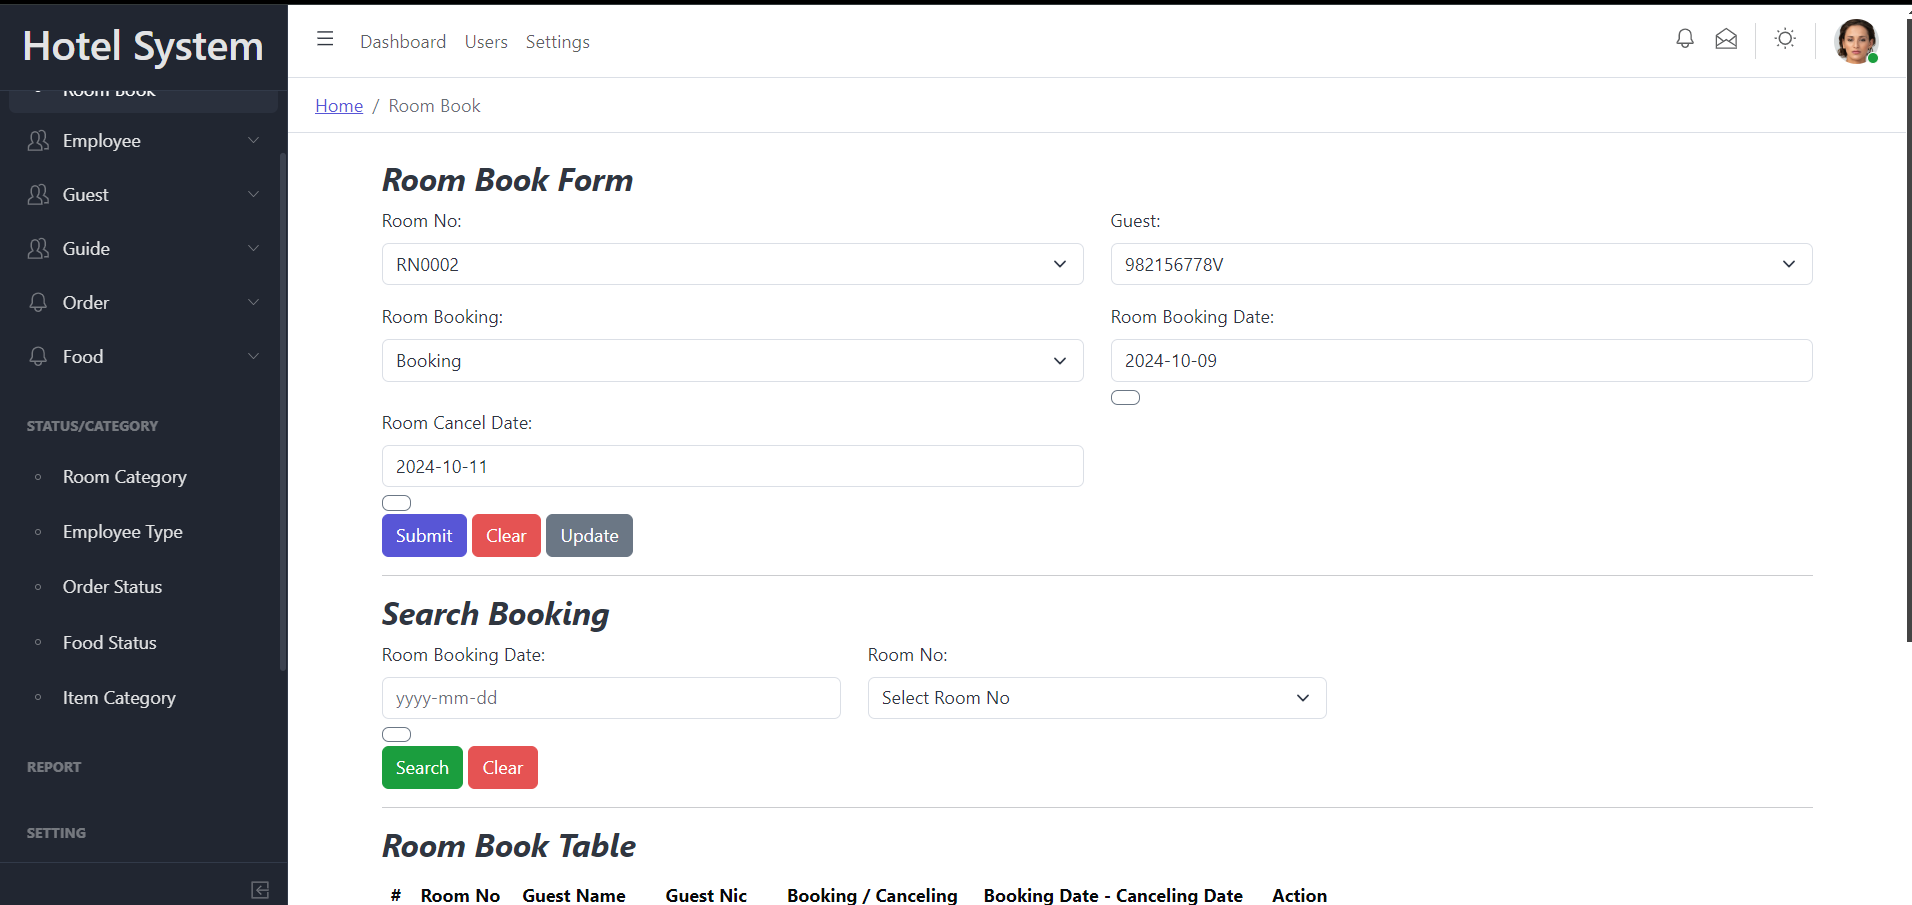 Hotel System
Dashboard Users Settings
Home / Room Book
Room Book
Employee
Guest
Guide
Order
Food
STATUS/CATEGORY
Room Category
Employee Type
Order Status
Food Status
Item Category
REPORT
SETTING
Room Book Form
Room No: Guest:
RN0002 982156778V
Room Booking: Room Booking Date:
Booking 2024-10-09
Room Cancel Date:
2024-10-11
Submit Clear Update
Search Booking
Room Booking Date: Room No:
yyyy-mm-dd Select Room No
Search Clear
Room Book Table
# Room No Guest Name Guest Nic Booking / Canceling Booking Date - Canceling Date Action